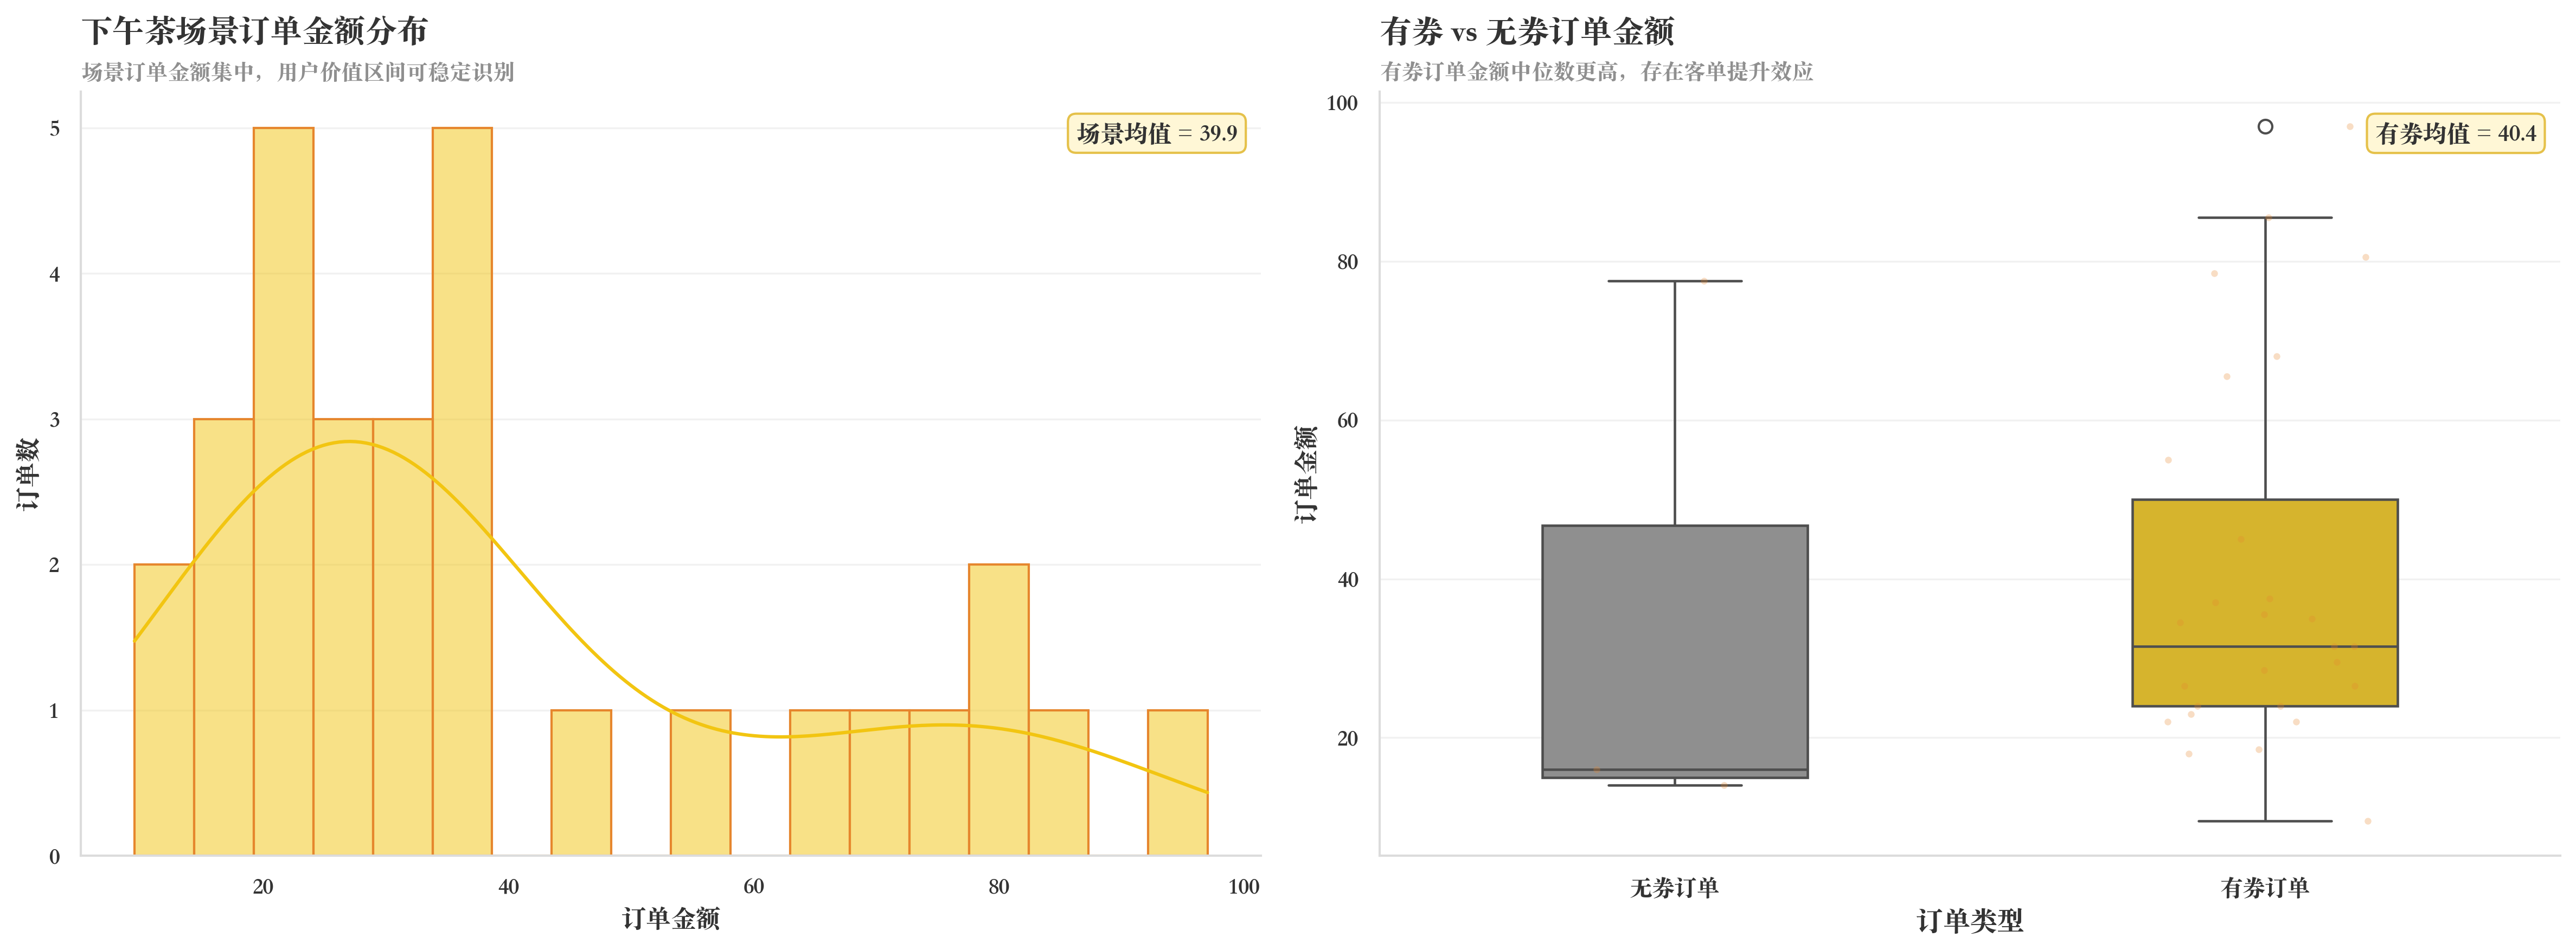 下午茶场景订单金额分布
场景订单金额集中，用户价值区间可稳定识别
场景均值 = 39.9
订单数
5
4
3
2
1
0
20
40
60
80
100
订单金额
有券 vs 无券订单金额
有券订单金额中位数更高，存在客单提升效应
有券均值 = 40.4
订单金额
100
80
60
40
20
无券订单
有券订单
订单类型